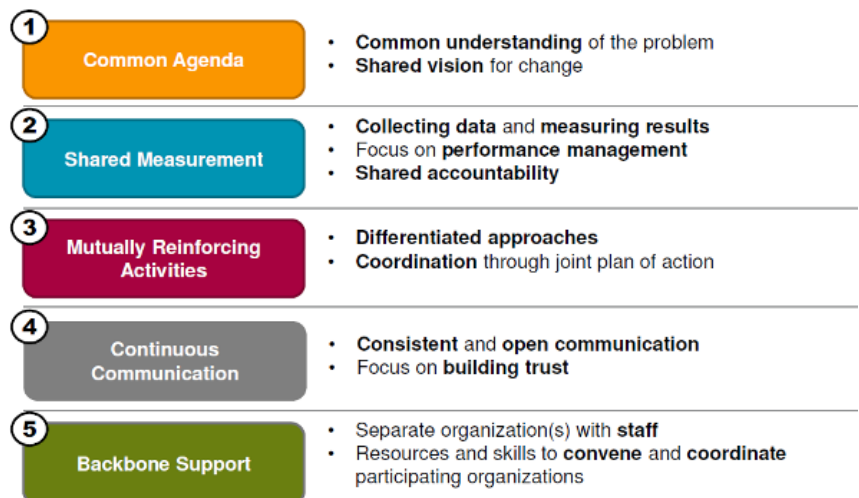 1
Common Agenda
• Common understanding of the problem
• Shared vision for change
2
Shared Measurement
• Collecting data and measuring results
• Focus on performance management
• Shared accountability
3
Mutually Reinforcing
Activities
• Differentiated approaches
• Coordination through joint plan of action
4
Continuous
Communication
• Consistent and open communication
• Focus on building trust
5
Backbone Support
• Separate organization(s) with staff
• Resources and skills to convene and coordinate
participating organizations